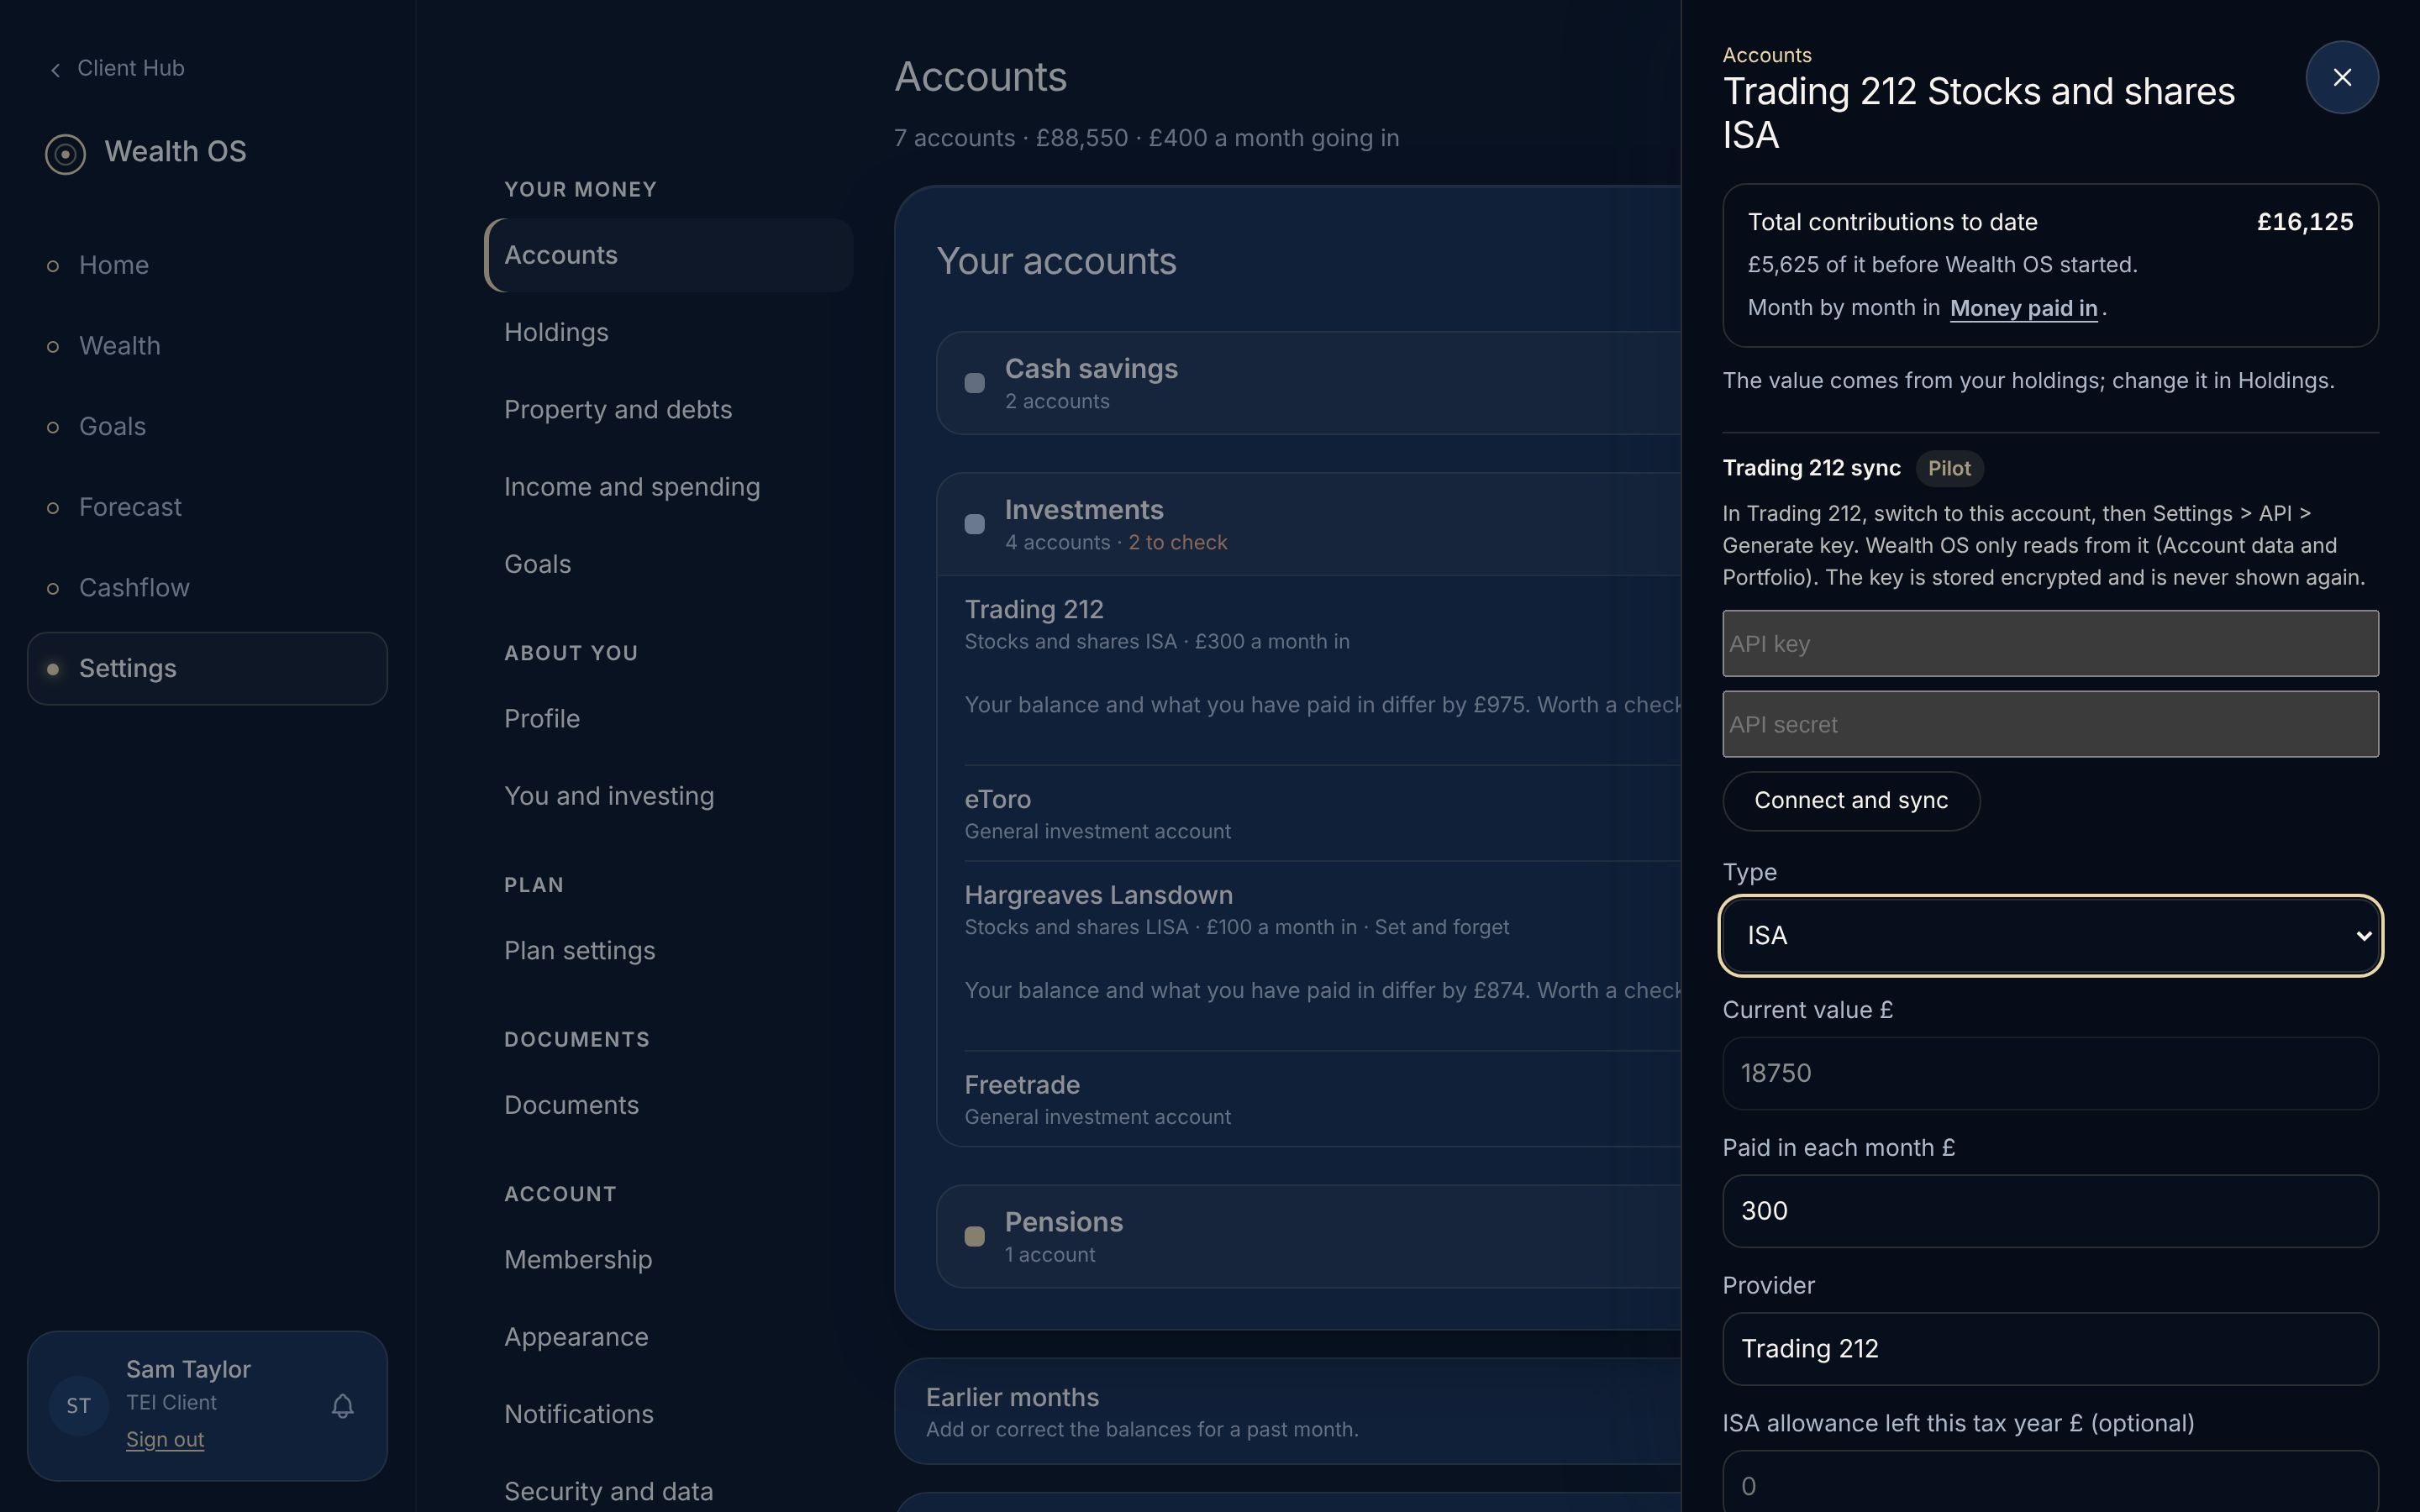 Client Hub
Wealth OS
Home
Wealth
Goals
Forecast
Cashflow
Settings
ST
Sam Taylor
TEI Client
Sign out
YOUR MONEY
Accounts
Holdings
Property and debts
Income and spending
Goals
ABOUT YOU
Profile
You and investing
PLAN
Plan settings
DOCUMENTS
Documents
ACCOUNT
Membership
Appearance
Notifications
Security and data
Accounts
7 accounts · £88,550 · £400 a month going in
Your accounts
Cash savings
2 accounts
Investments
4 accounts · 2 to check
Trading 212
Stocks and shares ISA · £300 a month in
Your balance and what you have paid in differ by £975. Worth a check
eToro
General investment account
Hargreaves Lansdown
Stocks and shares LISA · £100 a month in · Set and forget
Your balance and what you have paid in differ by £874. Worth a check
Freetrade
General investment account
Pensions
1 account
Earlier months
Add or correct the balances for a past month.
Accounts
Trading 212 Stocks and shares
ISA
Total contributions to date £16,125
£5,625 of it before Wealth OS started.
Month by month in Money paid in.
The value comes from your holdings; change it in Holdings.
Trading 212 sync Pilot
In Trading 212, switch to this account, then Settings > API >
Generate key. Wealth OS only reads from it (Account data and
Portfolio). The key is stored encrypted and is never shown again.
API key
API secret
Connect and sync
Type
ISA
Current value £
18750
Paid in each month £
300
Provider
Trading 212
ISA allowance left this tax year £ (optional)
0